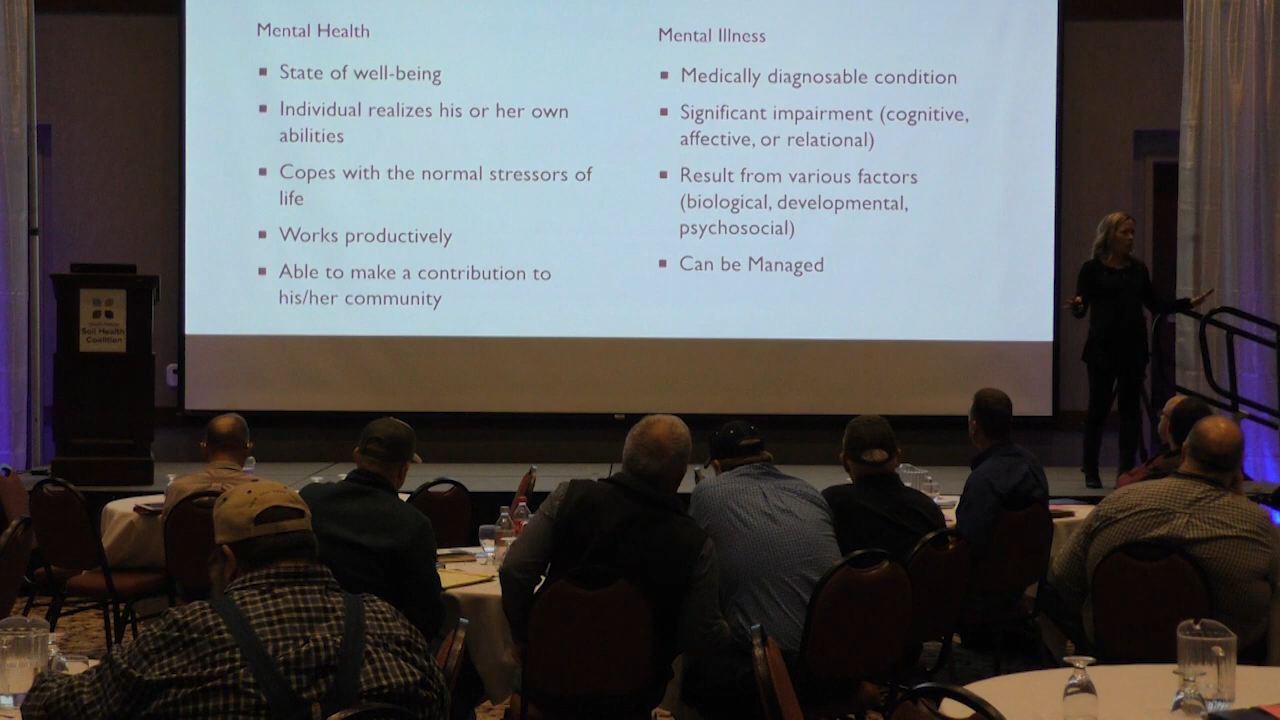 Mental Health
■ State of well-being
■ Individual realizes his or her own
abilities
■ Copes with the normal stressors of
life
■ Works productively
■ Able to make a contribution to
his/her community
Mental Illness
■ Medically diagnosable condition
■ Significant impairment (cognitive,
affective, or relational)
■ Result from various factors
(biological, developmental,
psychosocial)
■ Can be Managed
Soil Health
Coalition